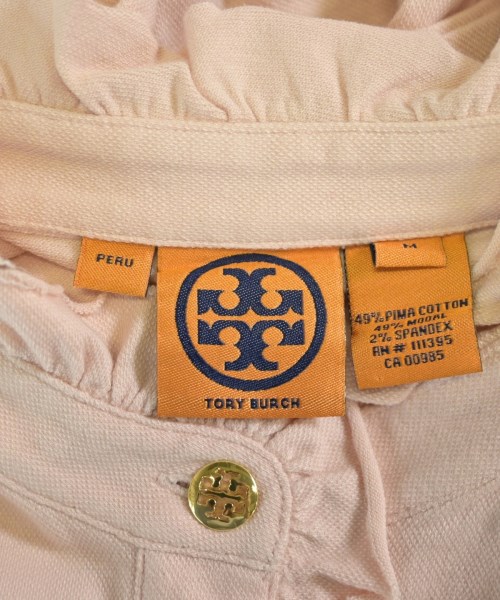 PERU
TORY BURCH
M
49% PIMA COTTON
49% MODAL
2% SPANDEX
RN # 111395
CA 00985